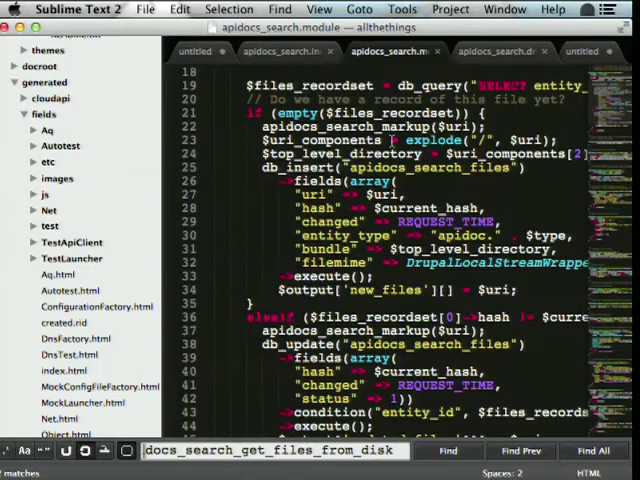 Sublime Text 2 File Edit Selection Find View Goto Tools Project Window Help
apidocs_search.module — allthethings
untitled apidocs_search.in apidocs_search.m apidocs_search.dr untitled
themes
docroot
generated
cloudapi
fields
Aq
Autotest
etc
images
js
Net
test
TestApiClient
TestLauncher
Aq.html
Autotest.html
ConfigurationFactory.html
created.rid
DnsFactory.html
DnsTest.html
index.html
MockConfigFileFactory.html
MockLauncher.html
Net.html
Object.html
18
19 $files_recordset = db_query("SELECT entity_
20 // Do we have a record of this file yet?
21 if (empty($files_recordset)) {
22 apidocs_search_markup($uri);
23 $uri_components = explode("/", $uri);
24 $top_level_directory = $uri_components[2]
25 db_insert("apidocs_search_files")
26 ->fields(array(
27 "uri" => $uri,
28 "hash" => $current_hash,
29 "changed" => REQUEST_TIME,
30 "entity_type" => "apidoc." . $type,
31 "bundle" => $top_level_directory,
32 "filemime" => DrupalLocalStreamWrappe
33 ->execute();
34 $output['new_files'][] = $uri;
35 }
36 elseif ($files_recordset[0]->hash != $curre
37 apidocs_search_markup($uri);
38 db_update("apidocs_search_files")
39 ->fields(array(
40 "hash" => $current_hash,
41 "changed" => REQUEST_TIME,
42 "status" => 1))
43 ->condition("entity_id", $files_records
44 ->execute();
.* Aa "" docs_search_get_files_from_disk Find Find Prev Find All
2 matches Spaces: 2 HTML